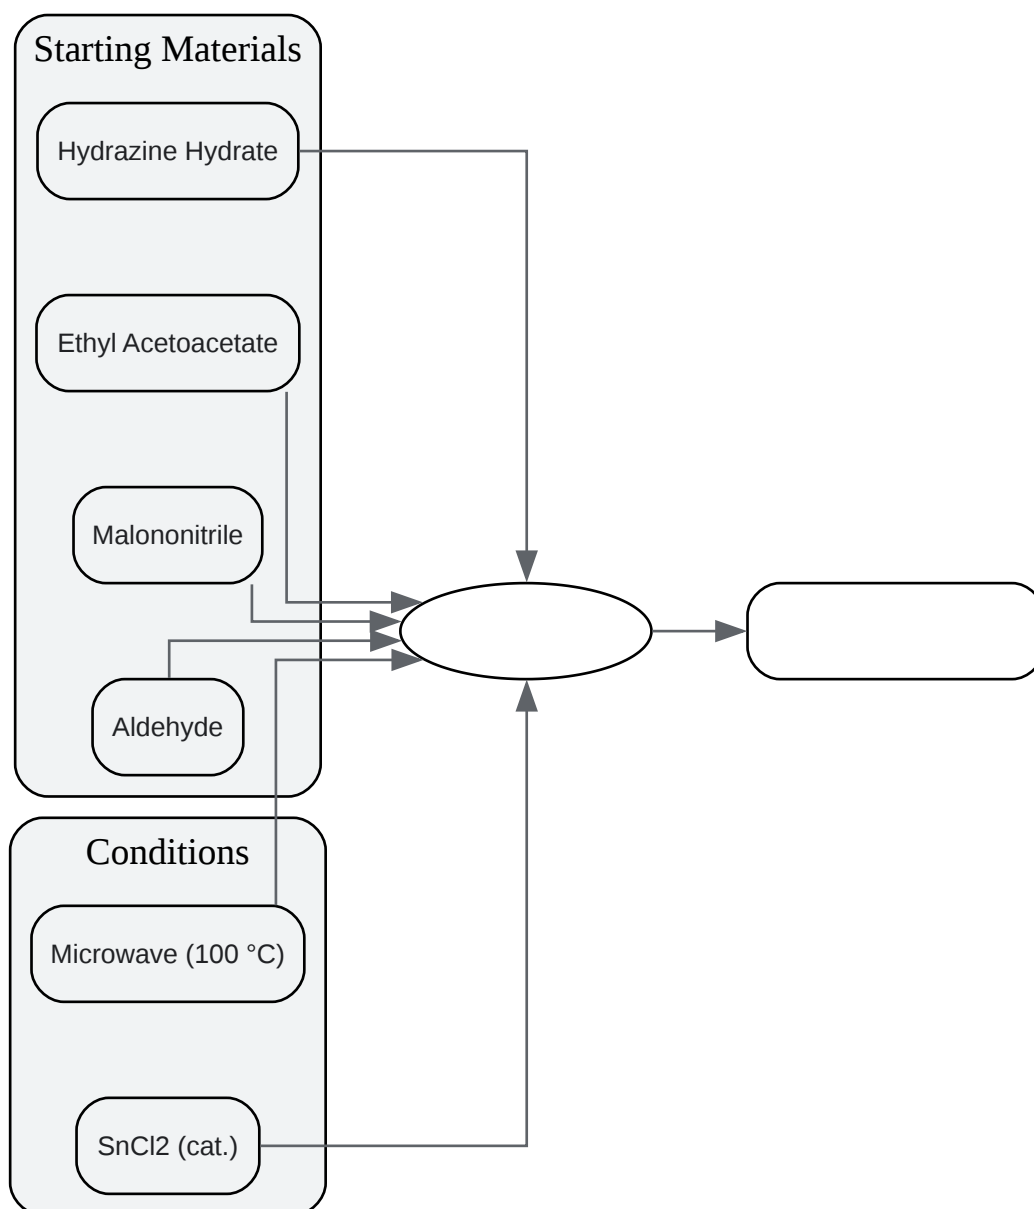 Starting Materials
Hydrazine Hydrate
Ethyl Acetoacetate
Malononitrile
Aldehyde
Conditions
Microwave (100 °C)
SnCl2 (cat.)